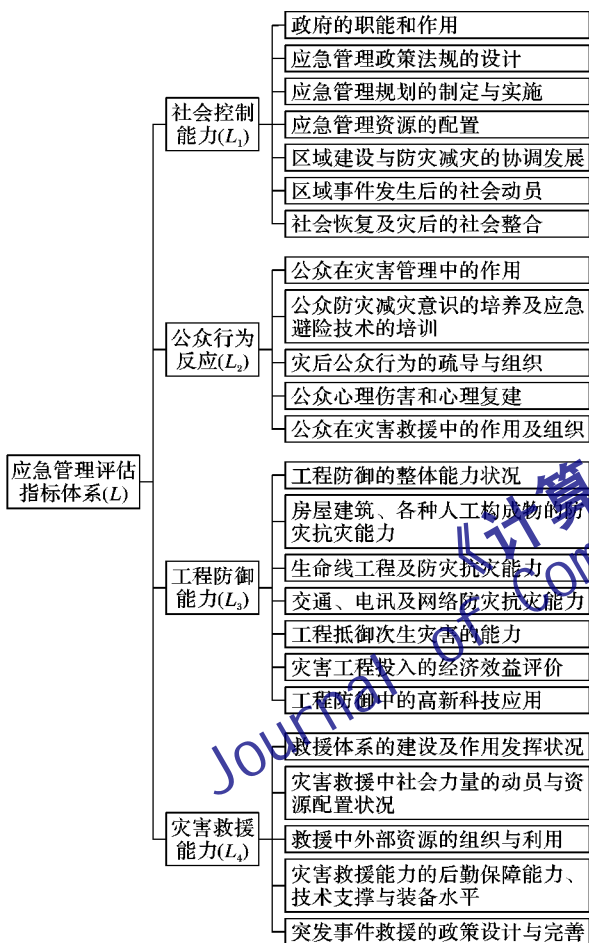 应急管理评估
指标体系(L)
社会控制
能力(L₁)
政府的职能和作用
应急管理政策法规的设计
应急管理规划的制定与实施
应急管理资源的配置
区域建设与防灾减灾的协调发展
区域事件发生后的社会动员
社会恢复及灾后的社会整合
公众行为
反应(L₂)
公众在灾害管理中的作用
公众防灾减灾意识的培养及应急
避险技术的培训
灾后公众行为的疏导与组织
公众心理伤害和心理复建
公众在灾害救援中的作用及组织
工程防御
能力(L₃)
工程防御的整体能力状况
房屋建筑、各种人工构成物的防
灾抗灾能力
生命线工程及防灾抗灾能力
交通、电讯及网络防灾抗灾能力
工程抵御次生灾害的能力
灾害工程投入的经济效益评价
工程防御中的高新科技应用
灾害救援
能力(L₄)
救援体系的建设及作用发挥状况
灾害救援中社会力量的动员与资
源配置状况
救援中外部资源的组织与利用
灾害救援能力的后勤保障能力、
技术支撑与装备水平
突发事件救援的政策设计与完善
《计算
Journal of Com